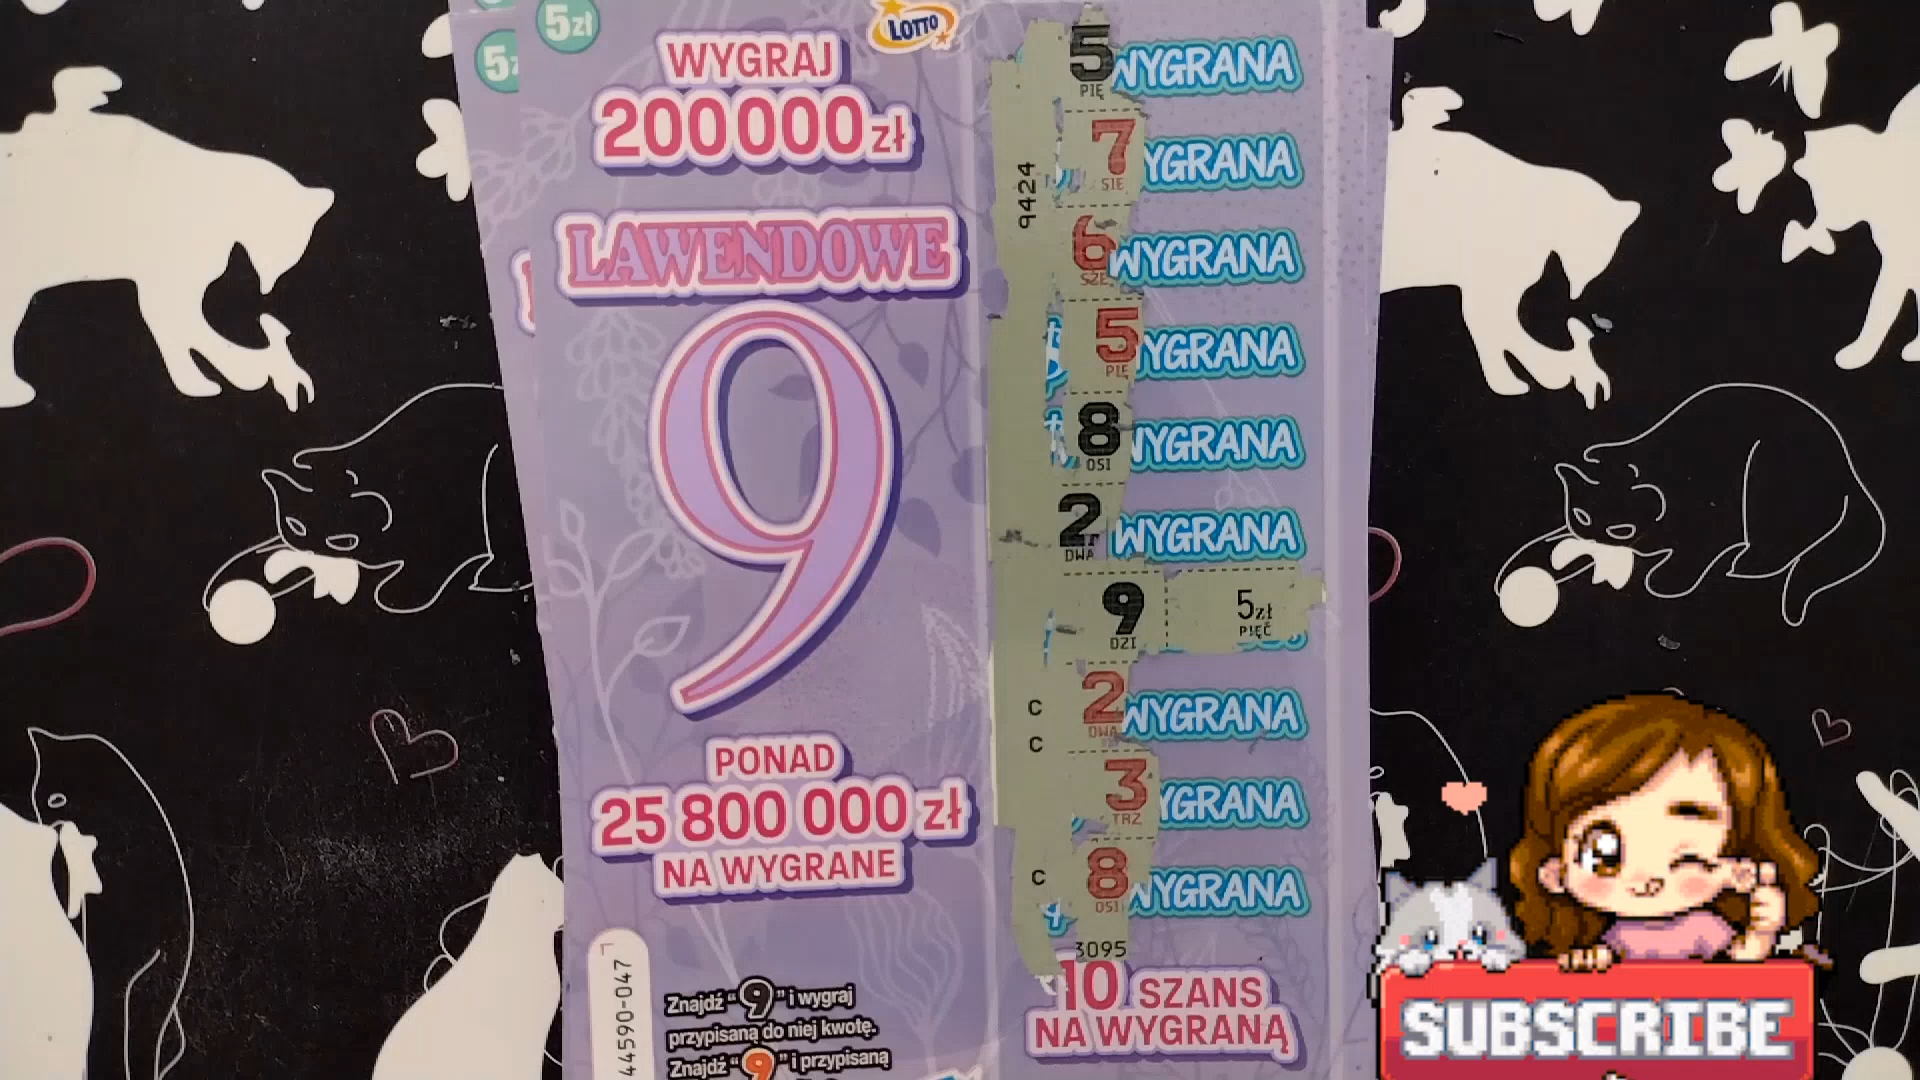 5zł
5z
LOTTO
WYGRAJ
200000 zł
LAWENDOWE
9
PONAD
25 800 000 zł
NA WYGRANE
44590-047
Znajdź “9” i wygraj
przypisaną do niej kwotę.
Znajdź “9” i przypisaną
9424
5 WYGRANA
PIĘ
7 WYGRANA
SIE
6 WYGRANA
SZE
5 WYGRANA
PIĘ
8 WYGRANA
OSI
2 WYGRANA
DWA
9 5zł
DZI PIĘĆ
C 2 WYGRANA
DWA
C
3 WYGRANA
TRZ
C 8 WYGRANA
OSI
3095
10 SZANS
NA WYGRANĄ
SUBSCRIBE